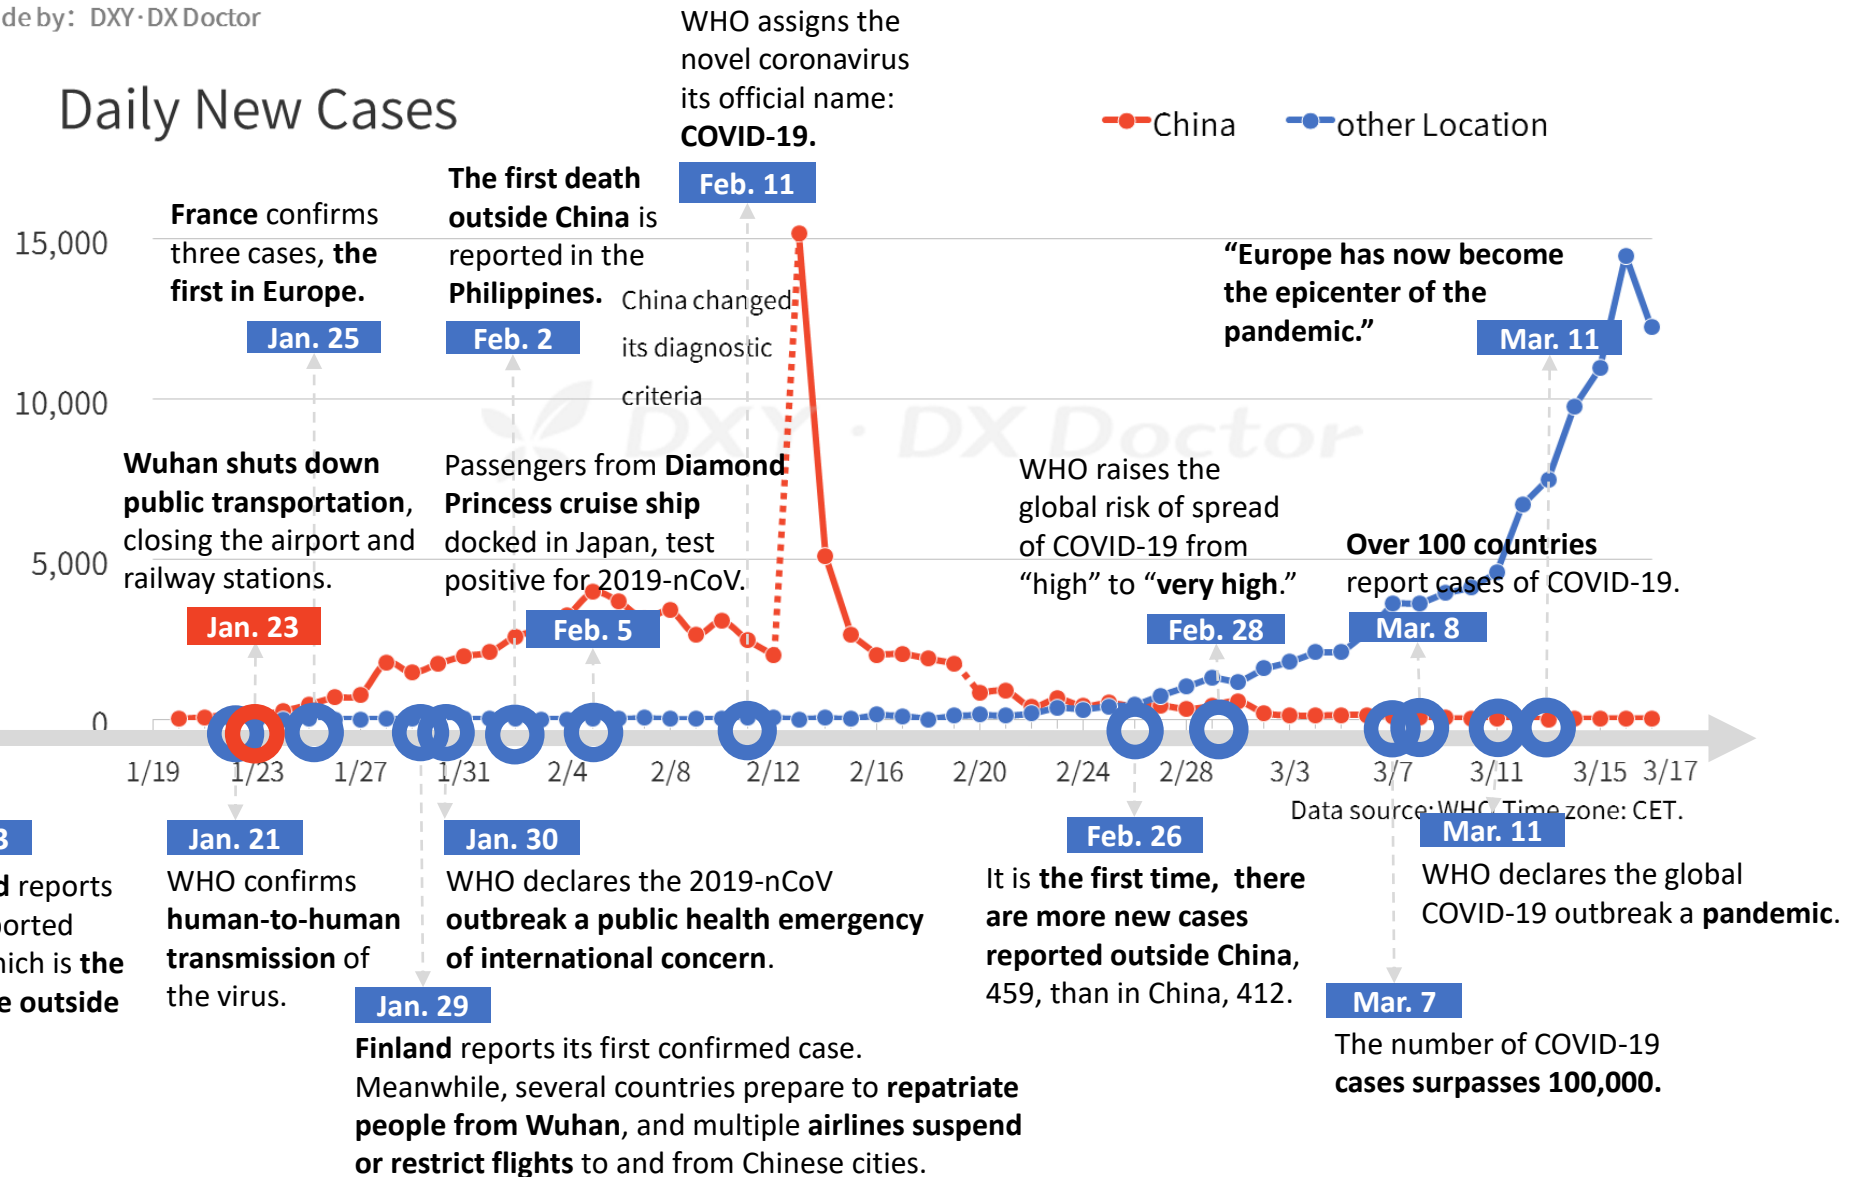 de by: DXY·DX Doctor
Daily New Cases
China
other Location
WHO assigns the
novel coronavirus
its official name:
COVID-19.
Feb. 11
The first death
outside China is
reported in the
Philippines.
Feb. 2
France confirms
three cases, the
first in Europe.
Jan. 25
China changed
its diagnostic
criteria
“Europe has now become
the epicenter of the
pandemic.”
Mar. 11
15,000
10,000
5,000
0
DXY · DX Doctor
Wuhan shuts down
public transportation,
closing the airport and
railway stations.
Jan. 23
Passengers from Diamond
Princess cruise ship
docked in Japan, test
positive for 2019-nCoV.
Feb. 5
WHO raises the
global risk of spread
of COVID-19 from
“high” to “very high.”
Feb. 28
Over 100 countries
report cases of COVID-19.
Mar. 8
1/19 1/23 1/27 1/31 2/4 2/8 2/12 2/16 2/20 2/24 2/28 3/3 3/7 3/11 3/15 3/17
Data source: WHO Time zone: CET.
3
d reports
orted
hich is the
e outside
Jan. 21
WHO confirms
human-to-human
transmission of
the virus.
Jan. 30
WHO declares the 2019-nCoV
outbreak a public health emergency
of international concern.
Jan. 29
Finland reports its first confirmed case.
Meanwhile, several countries prepare to repatriate
people from Wuhan, and multiple airlines suspend
or restrict flights to and from Chinese cities.
Feb. 26
It is the first time, there
are more new cases
reported outside China,
459, than in China, 412.
Mar. 11
WHO declares the global
COVID-19 outbreak a pandemic.
Mar. 7
The number of COVID-19
cases surpasses 100,000.